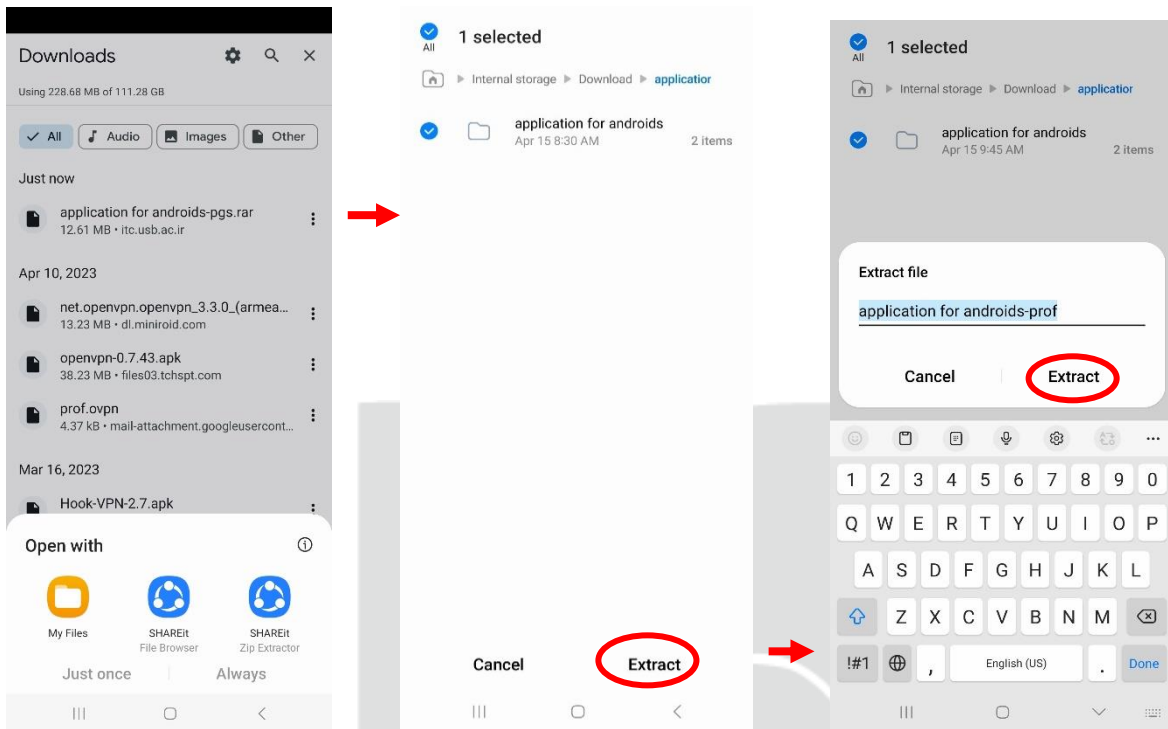 Downloads
Using 228.68 MB of 111.28 GB
All Audio Images Other
Just now
application for androids-pgs.rar
12.61 MB • itc.usb.ac.ir
Apr 10, 2023
net.openvpn.openvpn_3.3.0_(armea...
13.23 MB • dl.miniroid.com
openvpn-0.7.43.apk
38.23 MB • files03.tchspt.com
prof.ovpn
4.37 kB • mail-attachment.googleusercont...
Mar 16, 2023
Hook-VPN-2.7.apk
Open with
My Files
SHAREit
File Browser
SHAREit
Zip Extractor
Just once Always
All
1 selected
Internal storage Download applicatior
application for androids
Apr 15 8:30 AM 2 items
Cancel Extract
All
1 selected
Internal storage Download applicatior
application for androids
Apr 15 9:45 AM 2 items
Extract file
application for androids-prof
Cancel Extract
1 2 3 4 5 6 7 8 9 0
Q W E R T Y U I O P
A S D F G H J K L
Z X C V B N M
!#1 , English (US) . Done